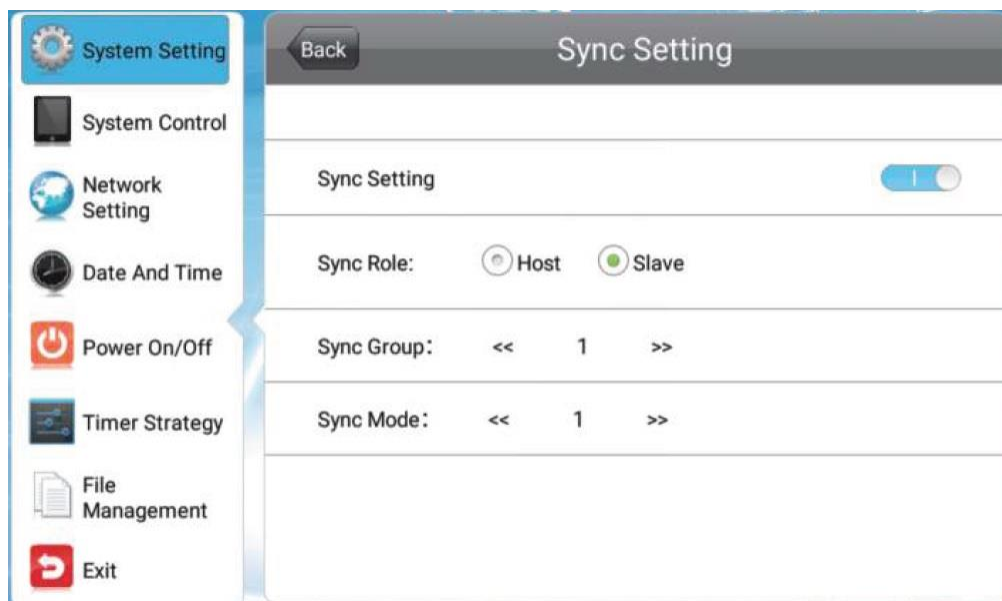 System Setting
System Control
Network
Setting
Date And Time
Power On/Off
Timer Strategy
File
Management
Exit
Back
Sync Setting
Sync Setting
Sync Role: Host Slave
Sync Group: << 1 >>
Sync Mode: << 1 >>